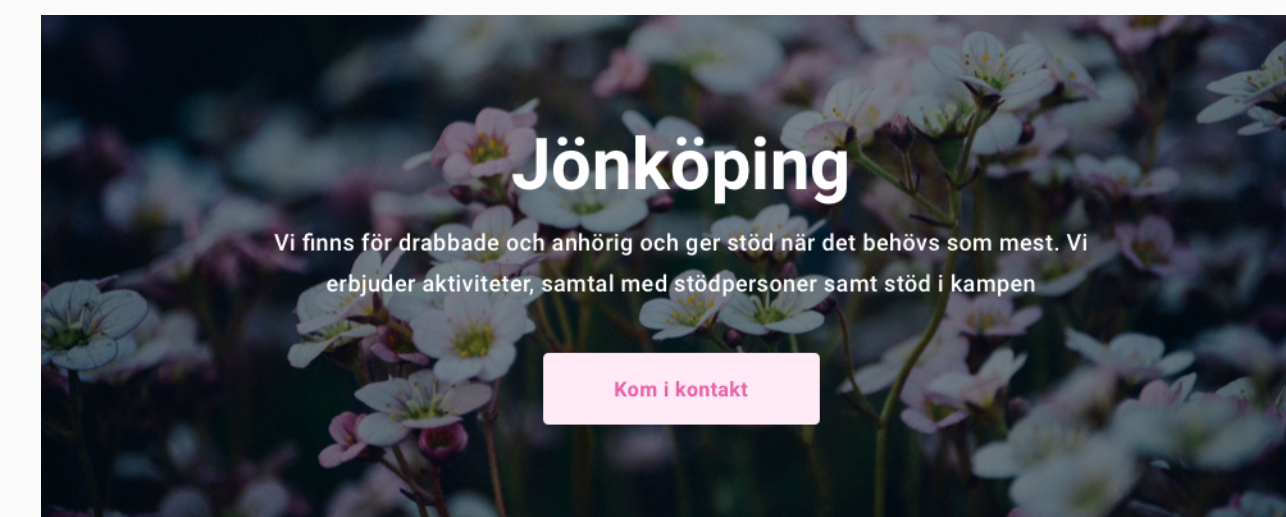 Jönköping
Vi finns för drabbade och anhörig och ger stöd när det behövs som mest. Vi
erbjuder aktiviteter, samtal med stödpersoner samt stöd i kampen
Kom i kontakt